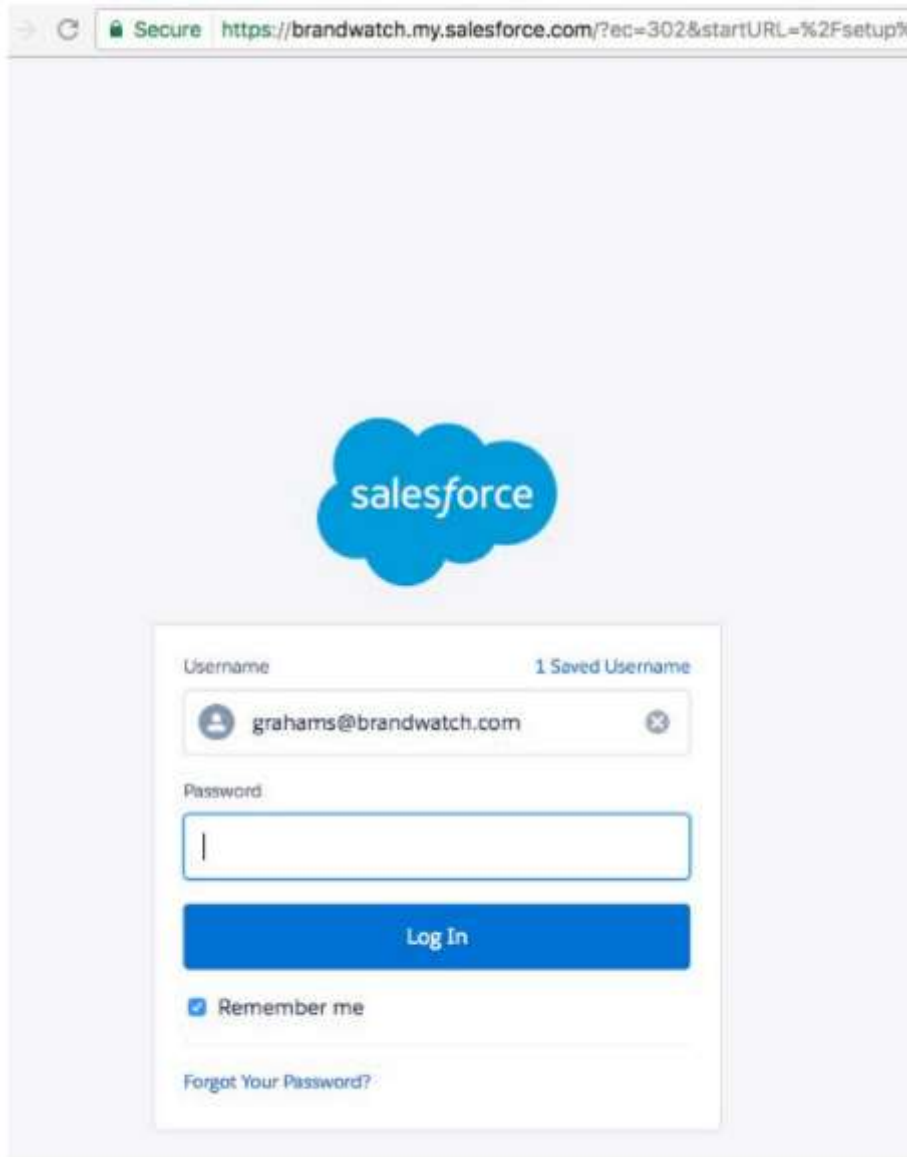 Secure https://brandwatch.my.salesforce.com/?ec=302&startURL=%2Fsetup%
salesforce
Username 1 Saved Username
grahams@brandwatch.com
Password
Log In
Remember me
Forgot Your Password?